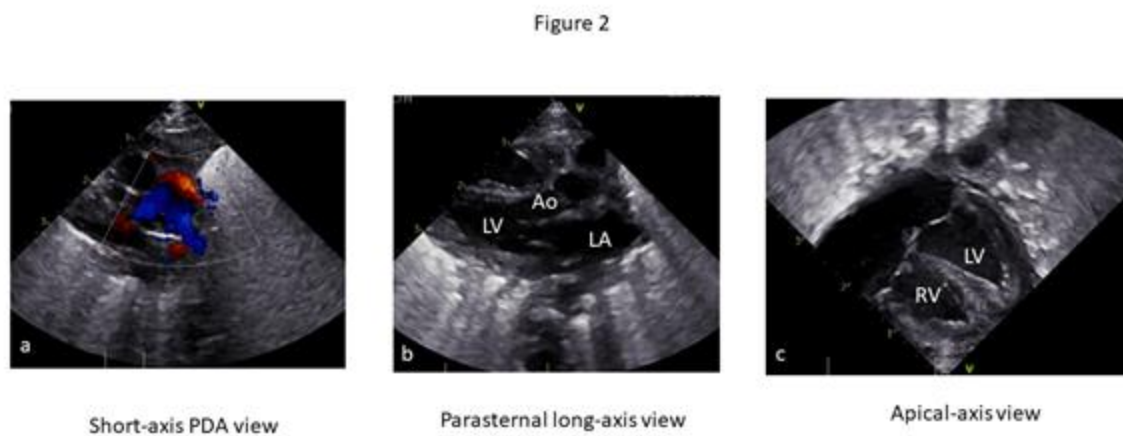 Figure 2
a
b
Ao
LV
LA
c
LV
RV
Short-axis PDA view
Parasternal long-axis view
Apical-axis view